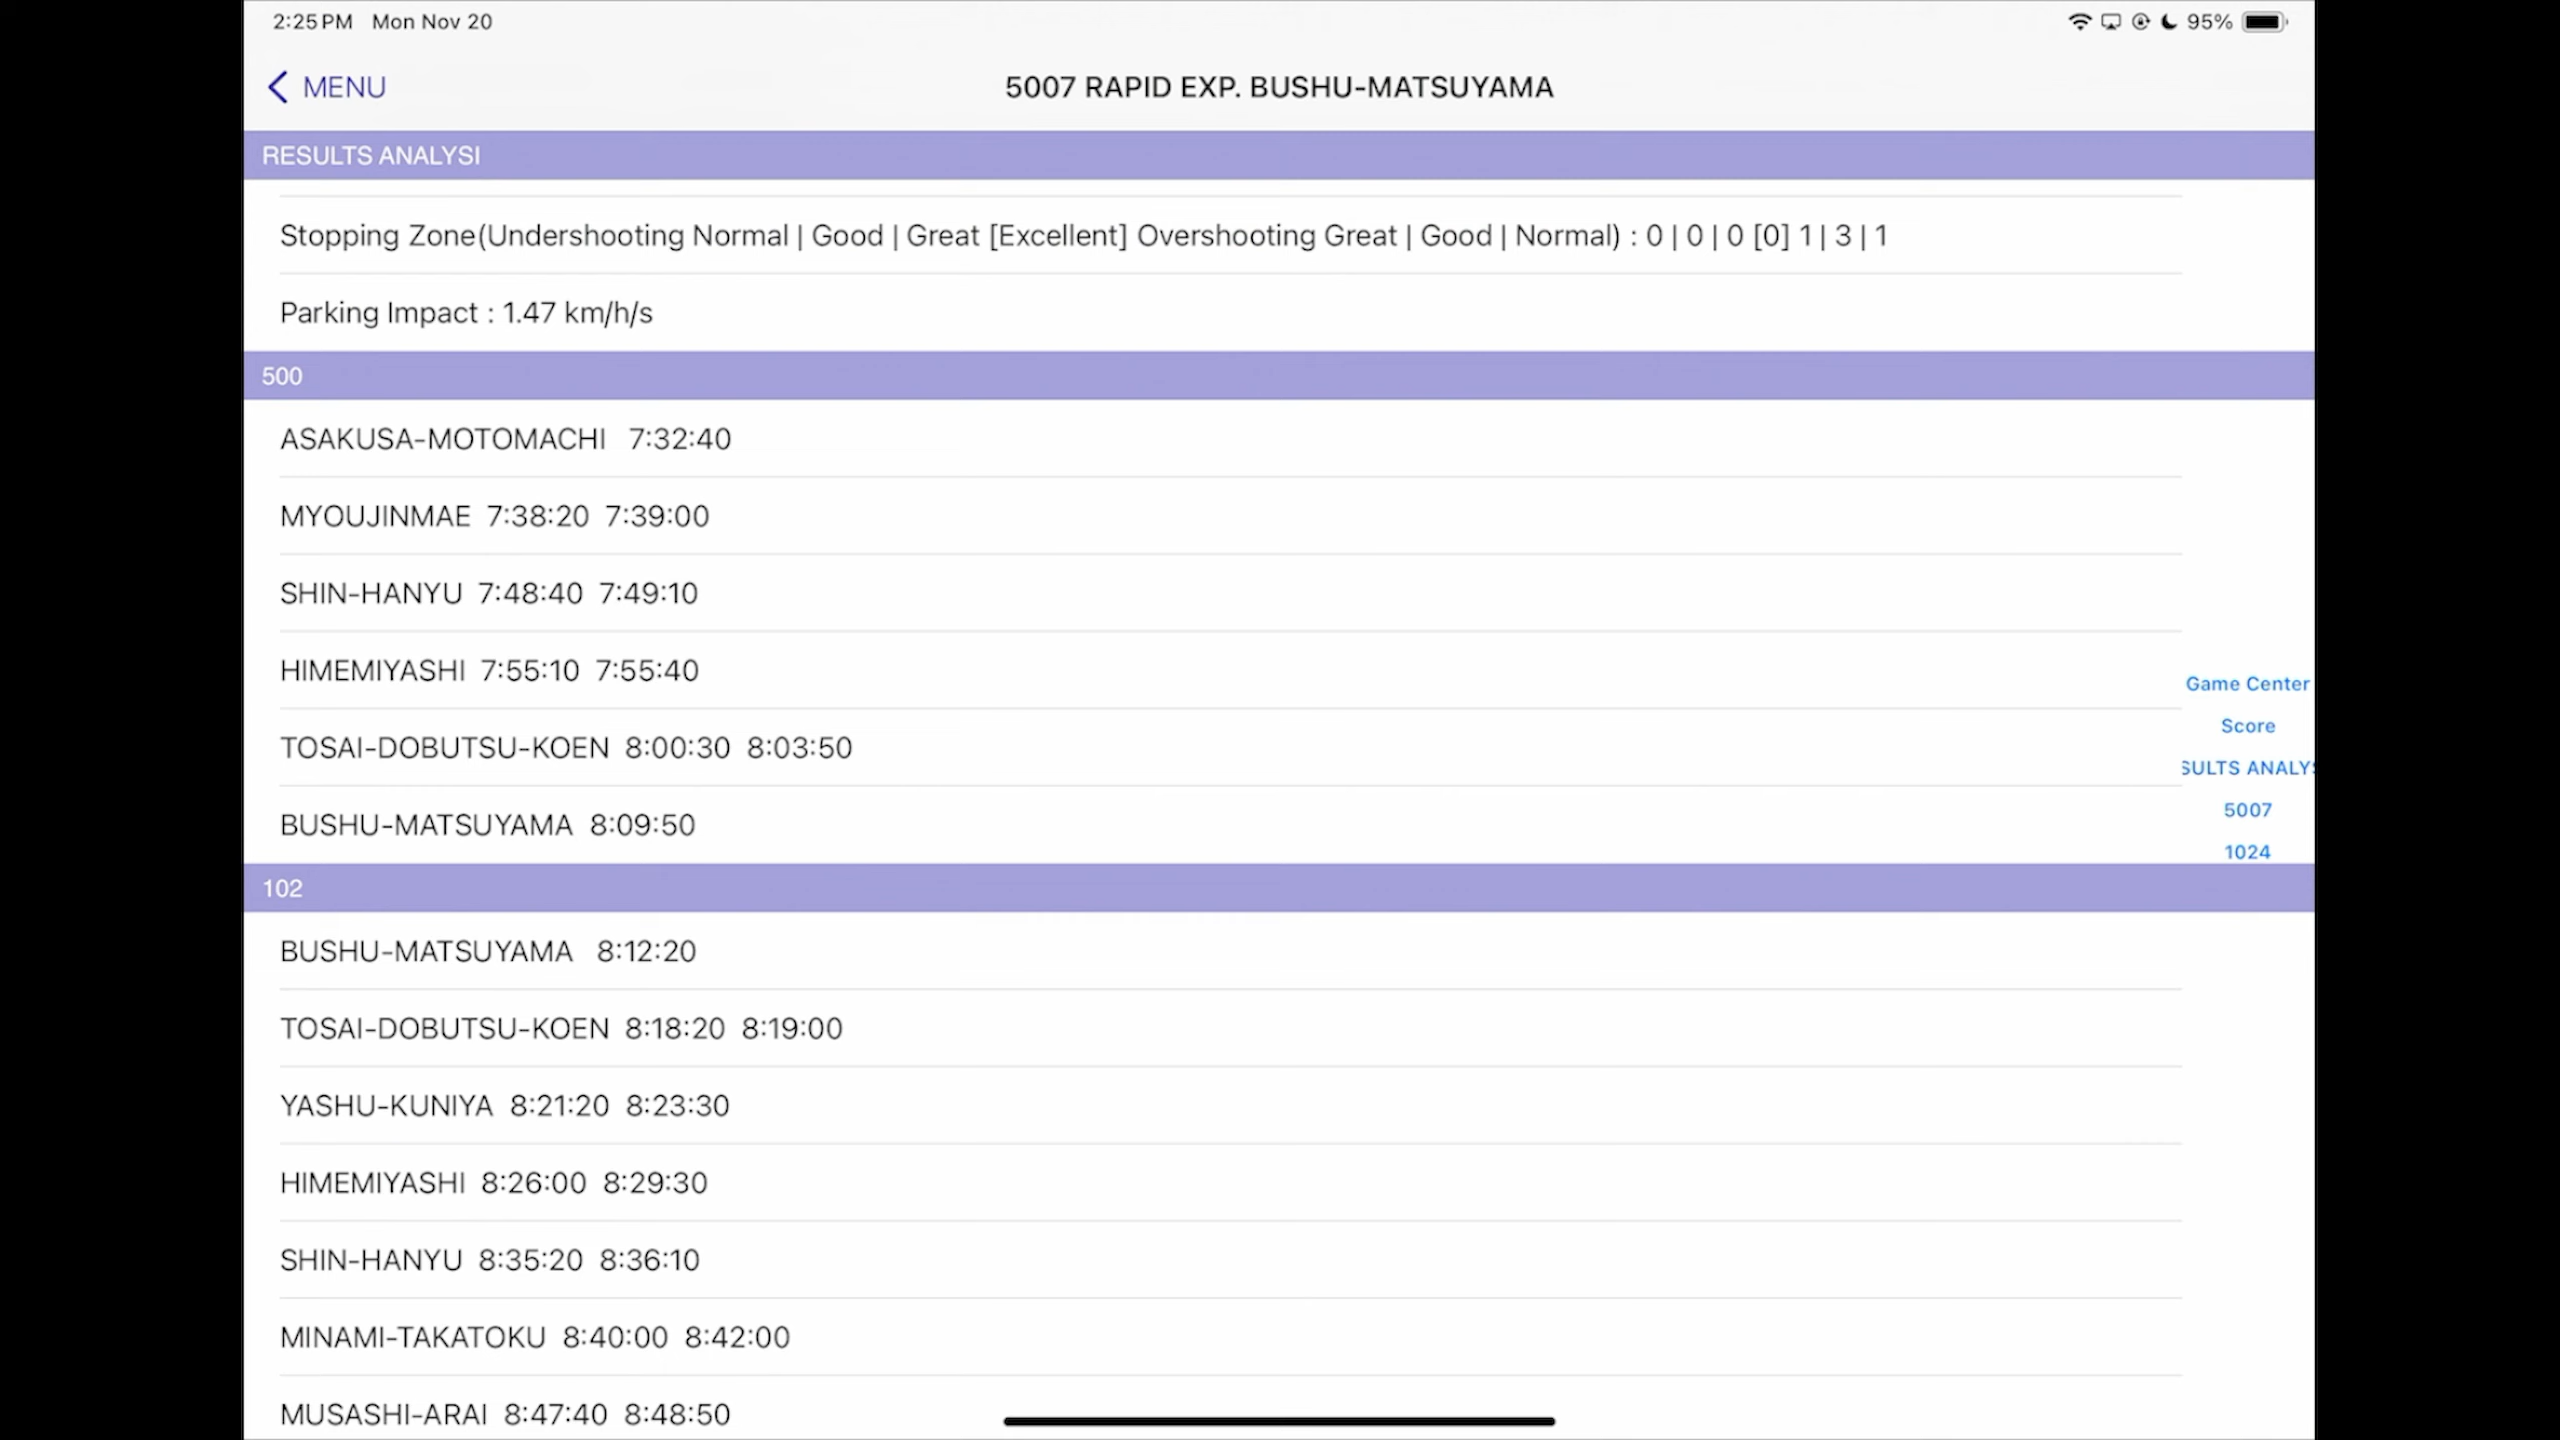 2:25 PM Mon Nov 20
95%
MENU
5007 RAPID EXP. BUSHU-MATSUYAMA
RESULTS ANALYSI
Stopping Zone(Undershooting Normal | Good | Great [Excellent] Overshooting Great | Good | Normal) : 0 | 0 | 0 [0] 1 | 3 | 1
Parking Impact : 1.47 km/h/s
500
ASAKUSA-MOTOMACHI 7:32:40
MYOUJINMAE 7:38:20 7:39:00
SHIN-HANYU 7:48:40 7:49:10
HIMEMIYASHI 7:55:10 7:55:40
TOSAI-DOBUTSU-KOEN 8:00:30 8:03:50
BUSHU-MATSUYAMA 8:09:50
Game Center
Score
SULTS ANALYS
5007
1024
102
BUSHU-MATSUYAMA 8:12:20
TOSAI-DOBUTSU-KOEN 8:18:20 8:19:00
YASHU-KUNIYA 8:21:20 8:23:30
HIMEMIYASHI 8:26:00 8:29:30
SHIN-HANYU 8:35:20 8:36:10
MINAMI-TAKATOKU 8:40:00 8:42:00
MUSASHI-ARAI 8:47:40 8:48:50